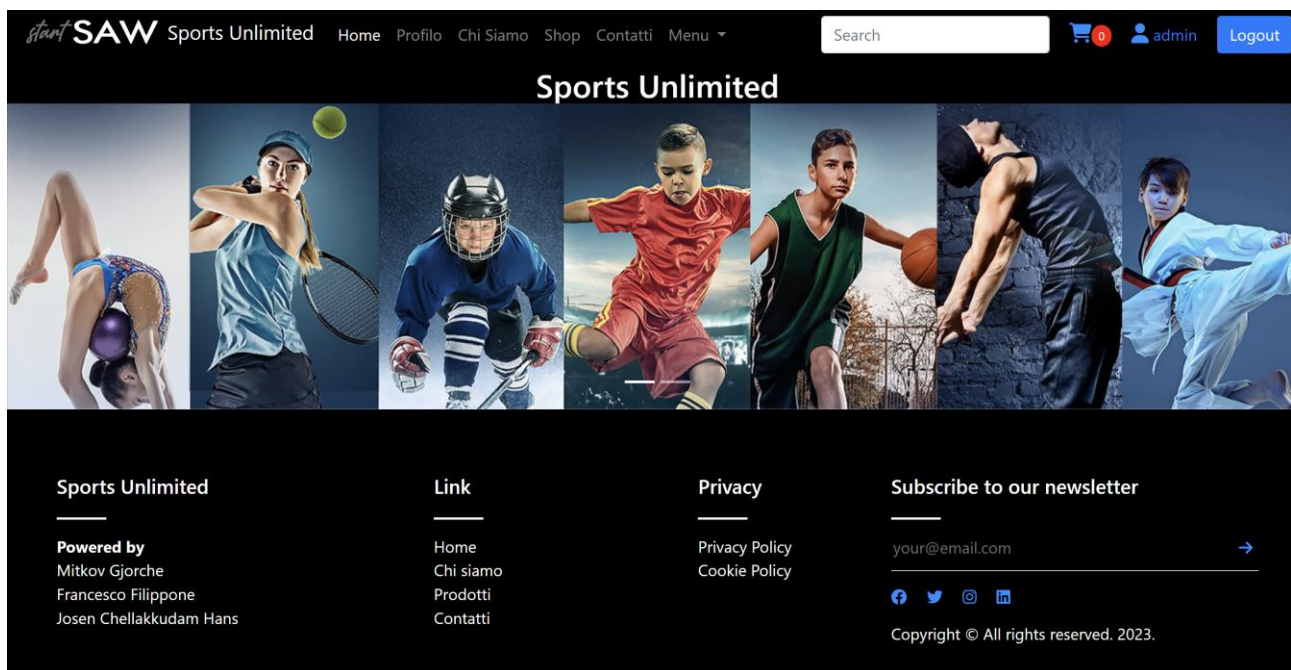 start SAW Sports Unlimited Home Profilo Chi Siamo Shop Contatti Menu Search 0 admin Logout
Sports Unlimited
Sports Unlimited
Powered by
Mitkov Gjorche
Francesco Filippone
Josen Chellakkudam Hans
Link
Home
Chi siamo
Prodotti
Contatti
Privacy
Privacy Policy
Cookie Policy
Subscribe to our newsletter
your@email.com
Copyright © All rights reserved. 2023.